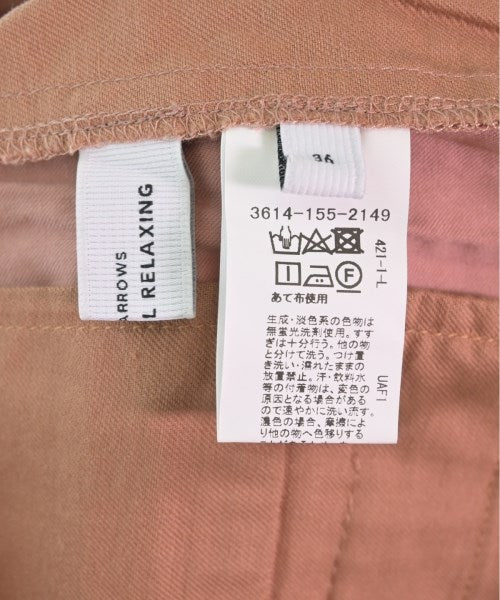 ARROWS
L RELAXING
36
3614-155-2149
421-1-L
あて布使用
生成・淡色系の色物は
無蛍光洗剤使用。すす
ぎは十分行う。他の物
と分けて洗う。つけ置
き洗い・濡れたままの
放置禁止。汗・飲料水
等の付着物は、変色の
原因となる場合がある
ので速やかに洗い流す。
濃色の場合、摩擦によ
り他の物へ色移りする
UAF1